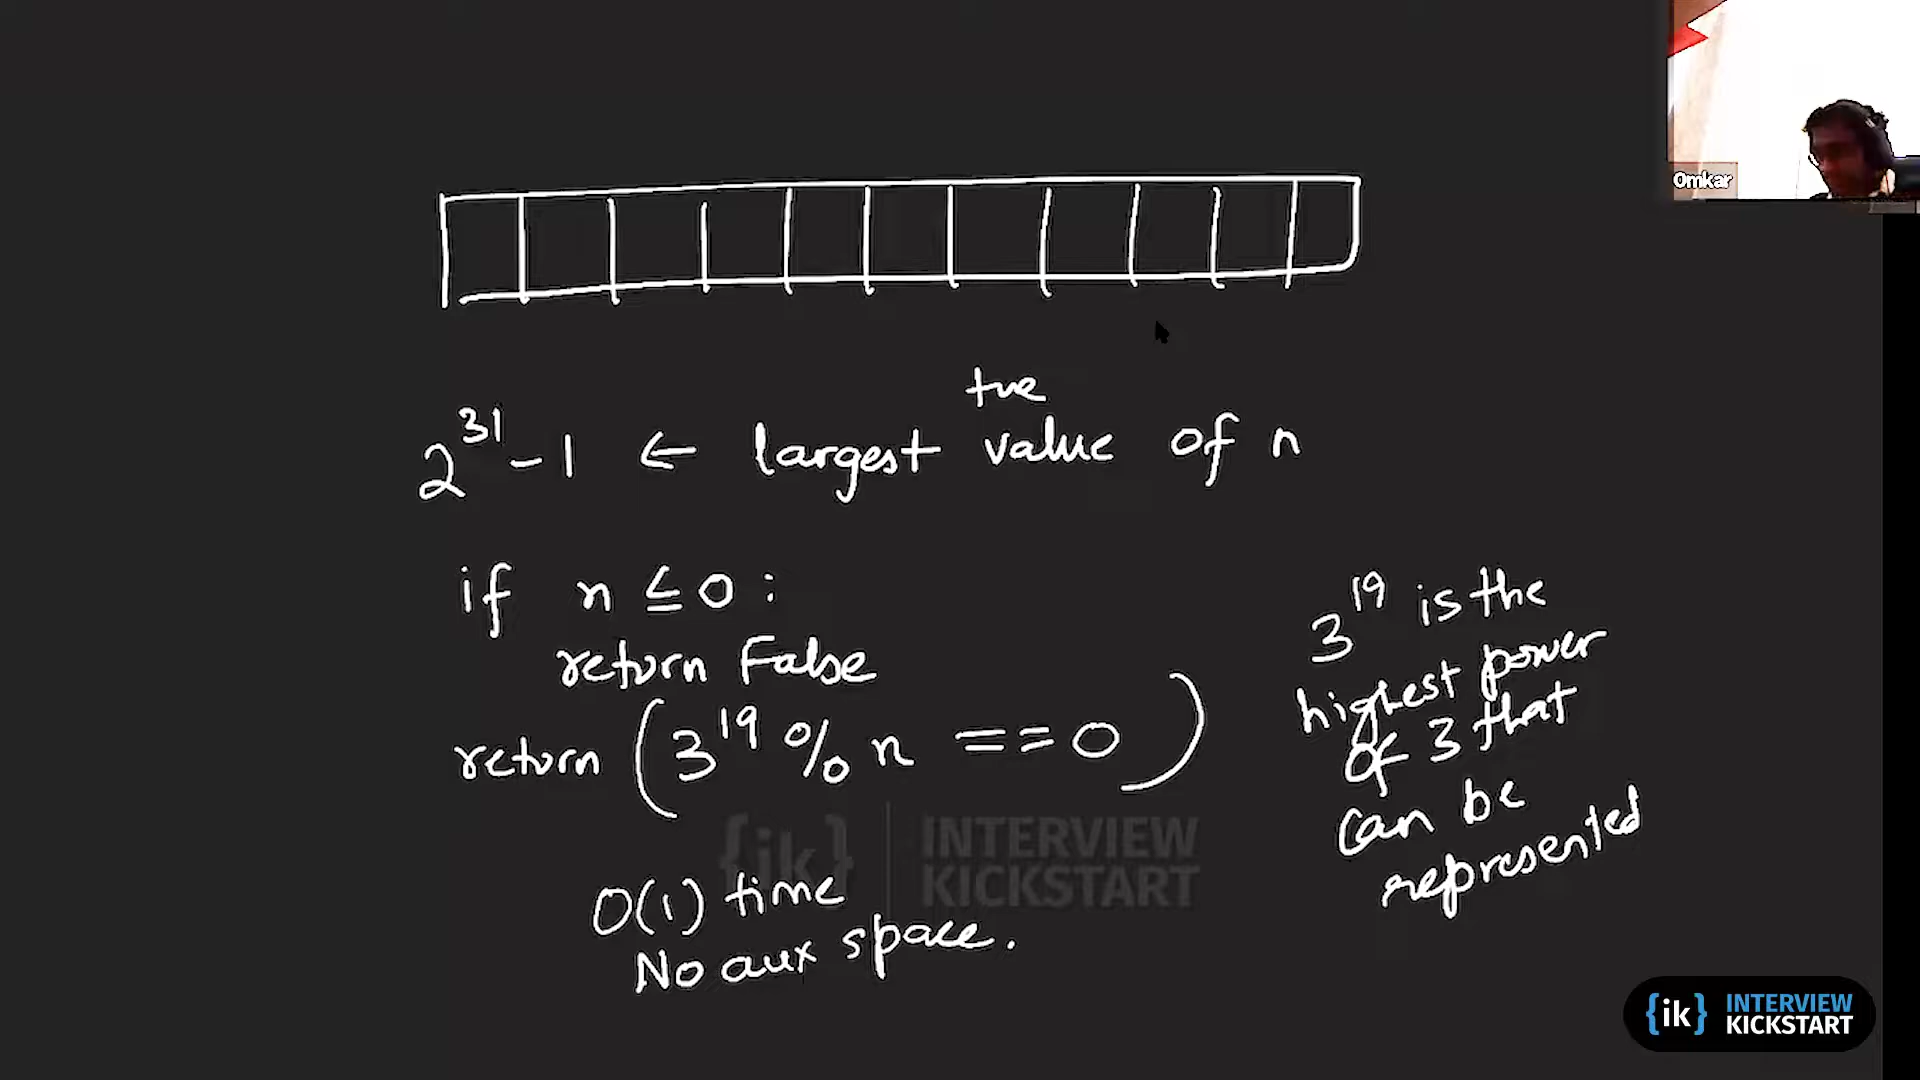 Omkar
+ve
2^31 - 1 ← largest value of n
if n ≤ 0 :
return False
return (3^19 % n == 0)
3^19 is the
highest power
of 3 that
can be
represented
O(1) time
No aux space.
{ik} INTERVIEW
KICKSTART
{ik} INTERVIEW
KICKSTART